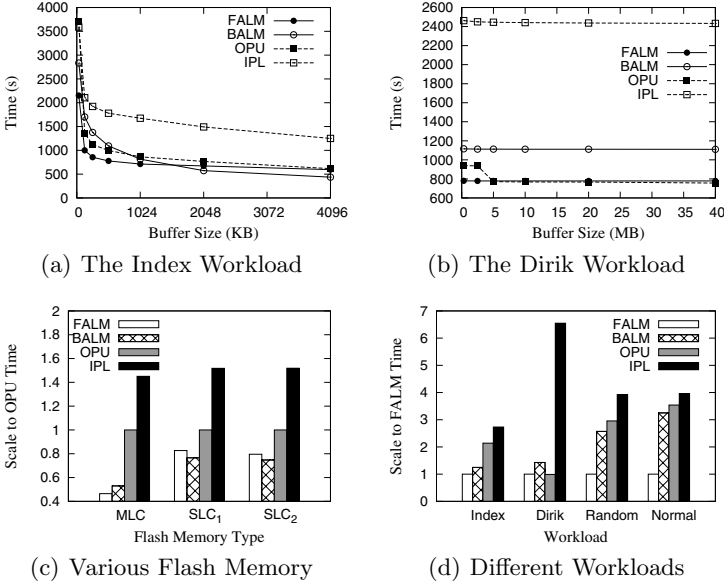 4000
3500
3000
2500
2000
1500
1000
500
0
Time (s)
FALM
BALM
OPU
IPL
0 1024 2048 3072 4096
Buffer Size (KB)
(a) The Index Workload
2600
2400
2200
2000
1800
1600
1400
1200
1000
800
600
Time (s)
FALM
BALM
OPU
IPL
0 5 10 15 20 25 30 35 40
Buffer Size (MB)
(b) The Dirik Workload
2
1.8
1.6
1.4
1.2
1
0.8
0.6
0.4
Scale to OPU Time
FALM
BALM
OPU
IPL
MLC SLC1 SLC2
Flash Memory Type
(c) Various Flash Memory
7
6
5
4
3
2
1
0
Scale to FALM Time
FALM
BALM
OPU
IPL
Index Dirik Random Normal
Workload
(d) Different Workloads